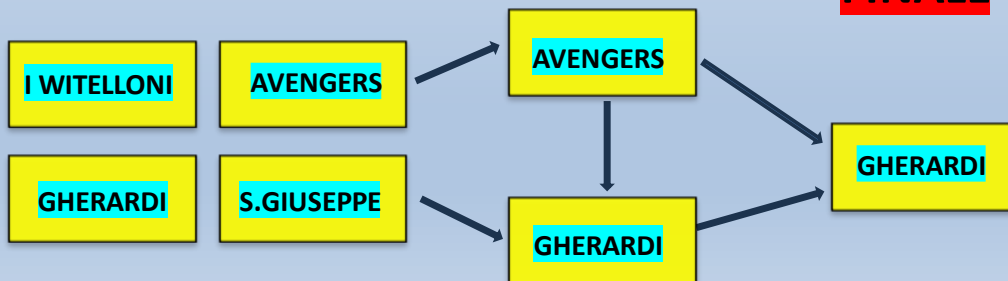 I WITELLONI
AVENGERS
AVENGERS
GHERARDI
S.GIUSEPPE
GHERARDI
GHERARDI